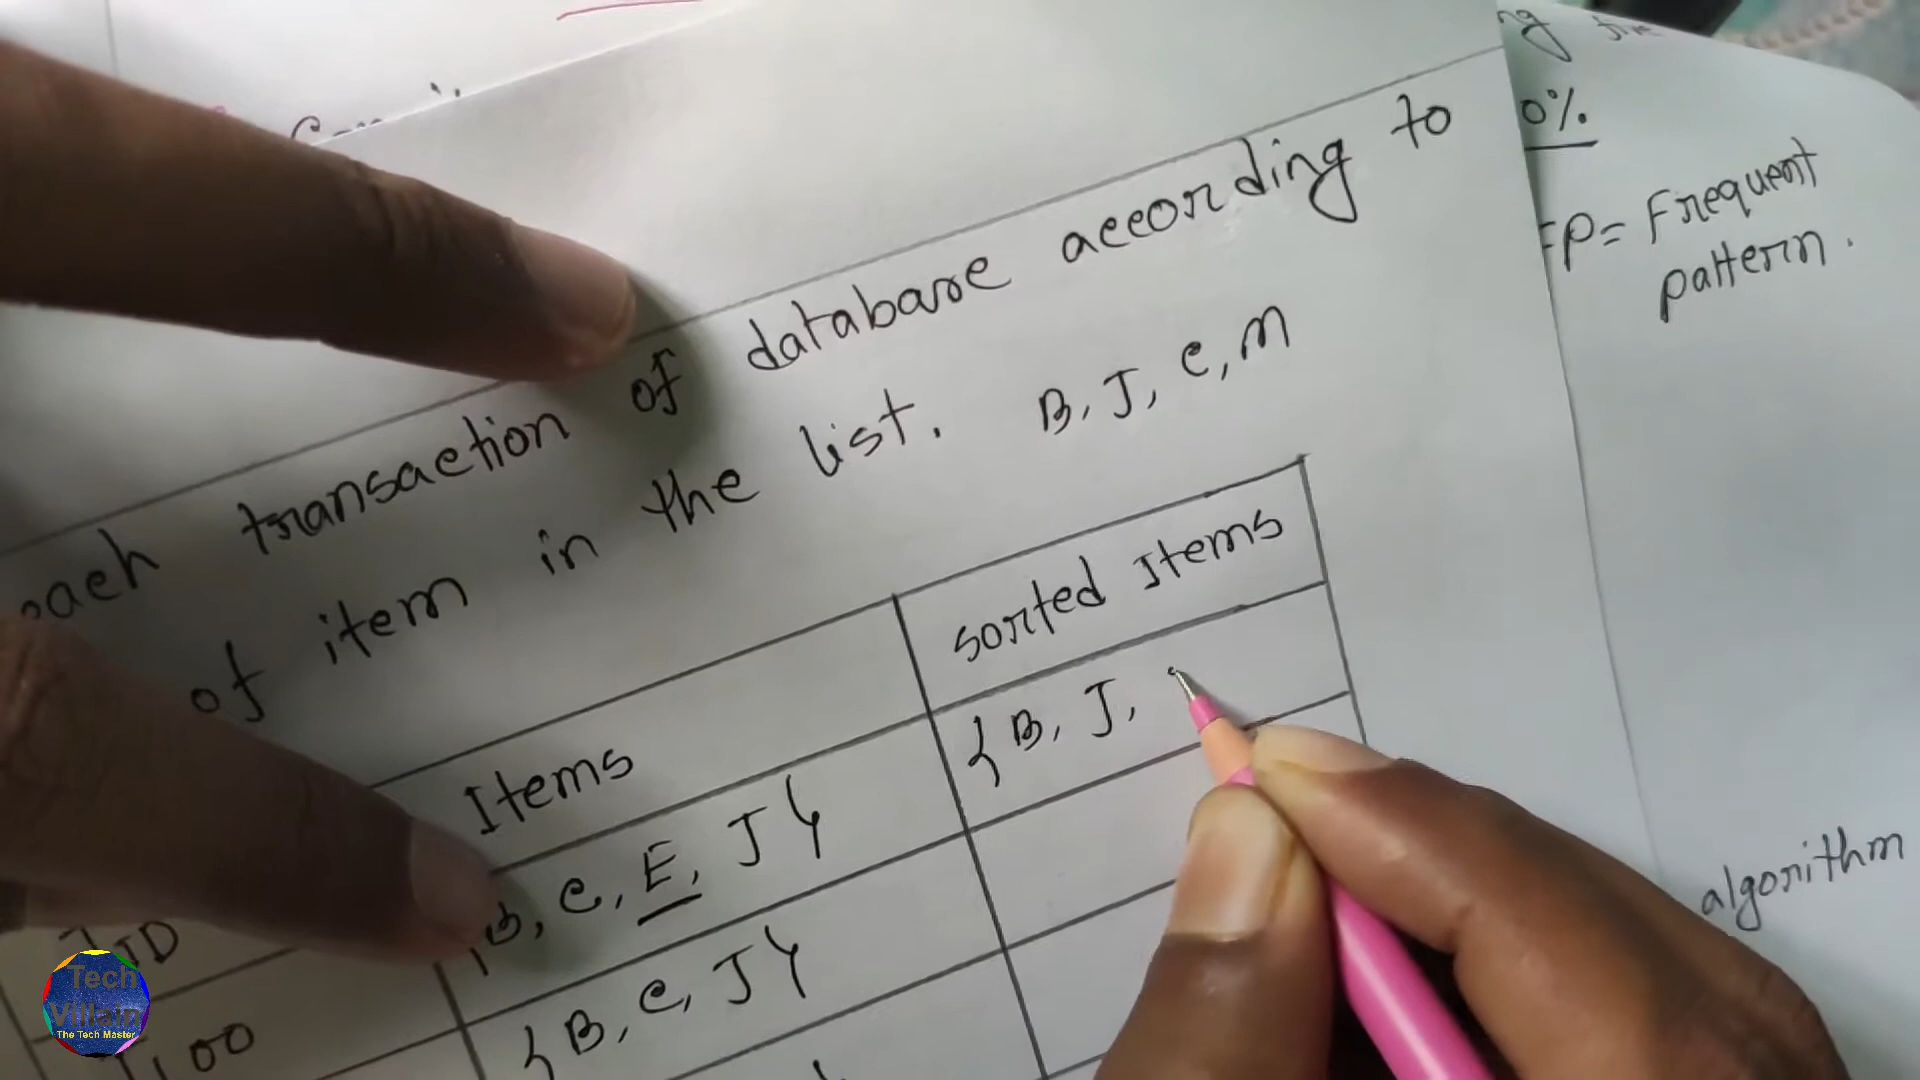 0%.
FP = Frequent
pattern.
each transaction of database according to
of item in the list. B, J, C, M
TID Items Sorted Items
100 {B, C, E, J} {B, J,
{B, C, J}
algorithm
Tech
Villain
The Tech Master